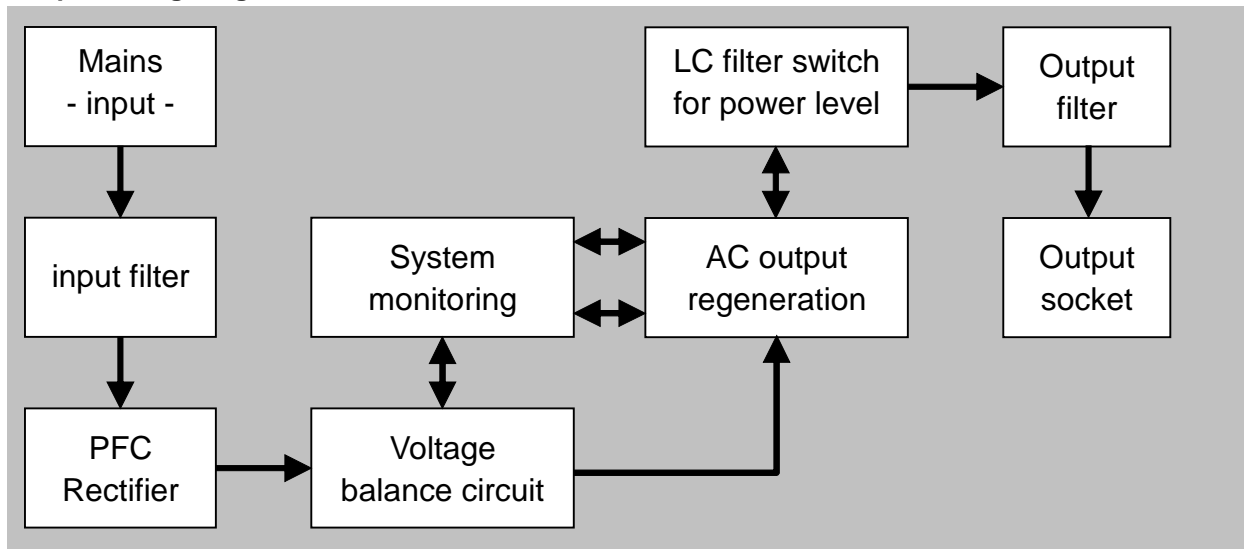 Mains
- input -
input filter
PFC
Rectifier
Voltage
balance circuit
System
monitoring
AC output
regeneration
LC filter switch
for power level
Output
filter
Output
socket